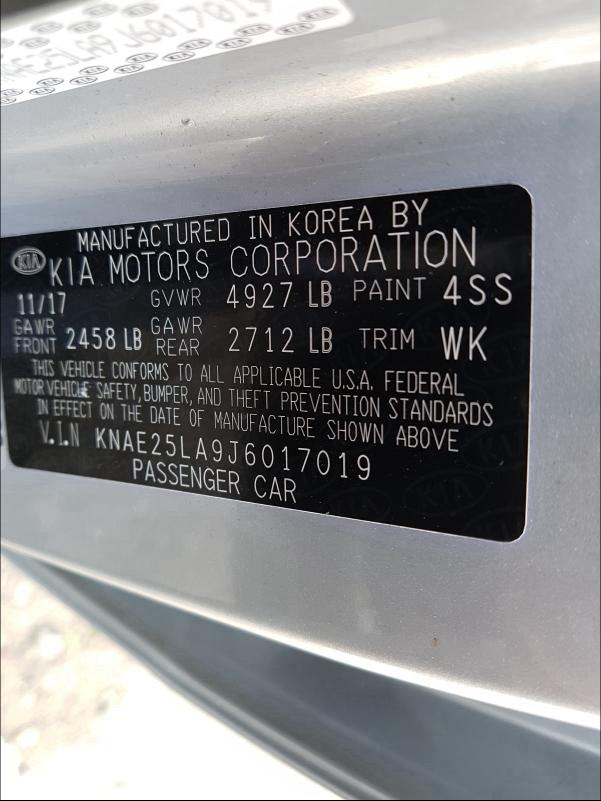 KNAE25LA9J6017019
MANUFACTURED IN KOREA BY
KIA KIA MOTORS CORPORATION
11/17 GVWR 4927 LB PAINT 4SS
GAWR FRONT 2458 LB GAWR REAR 2712 LB TRIM WK
THIS VEHICLE CONFORMS TO ALL APPLICABLE U.S.A. FEDERAL
MOTOR VEHICLE SAFETY, BUMPER, AND THEFT PREVENTION STANDARDS
IN EFFECT ON THE DATE OF MANUFACTURE SHOWN ABOVE
V.I.N KNAE25LA9J6017019
PASSENGER CAR